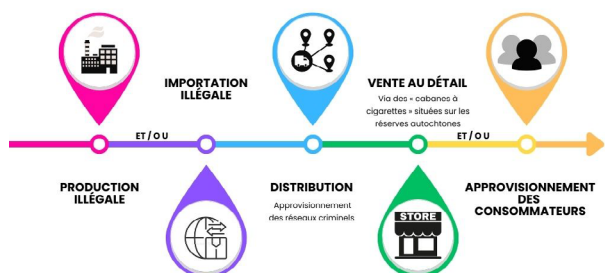 IMPORTATION
ILLÉGALE
VENTE AU DÉTAIL
Via des « cabanes à
cigarettes » situées sur les
réserves autochtones
ET / OU
ET / OU
PRODUCTION
ILLÉGALE
DISTRIBUTION
Approvisionnement
des réseaux criminels
STORE
APPROVISIONNEMENT
DES
CONSOMMATEURS